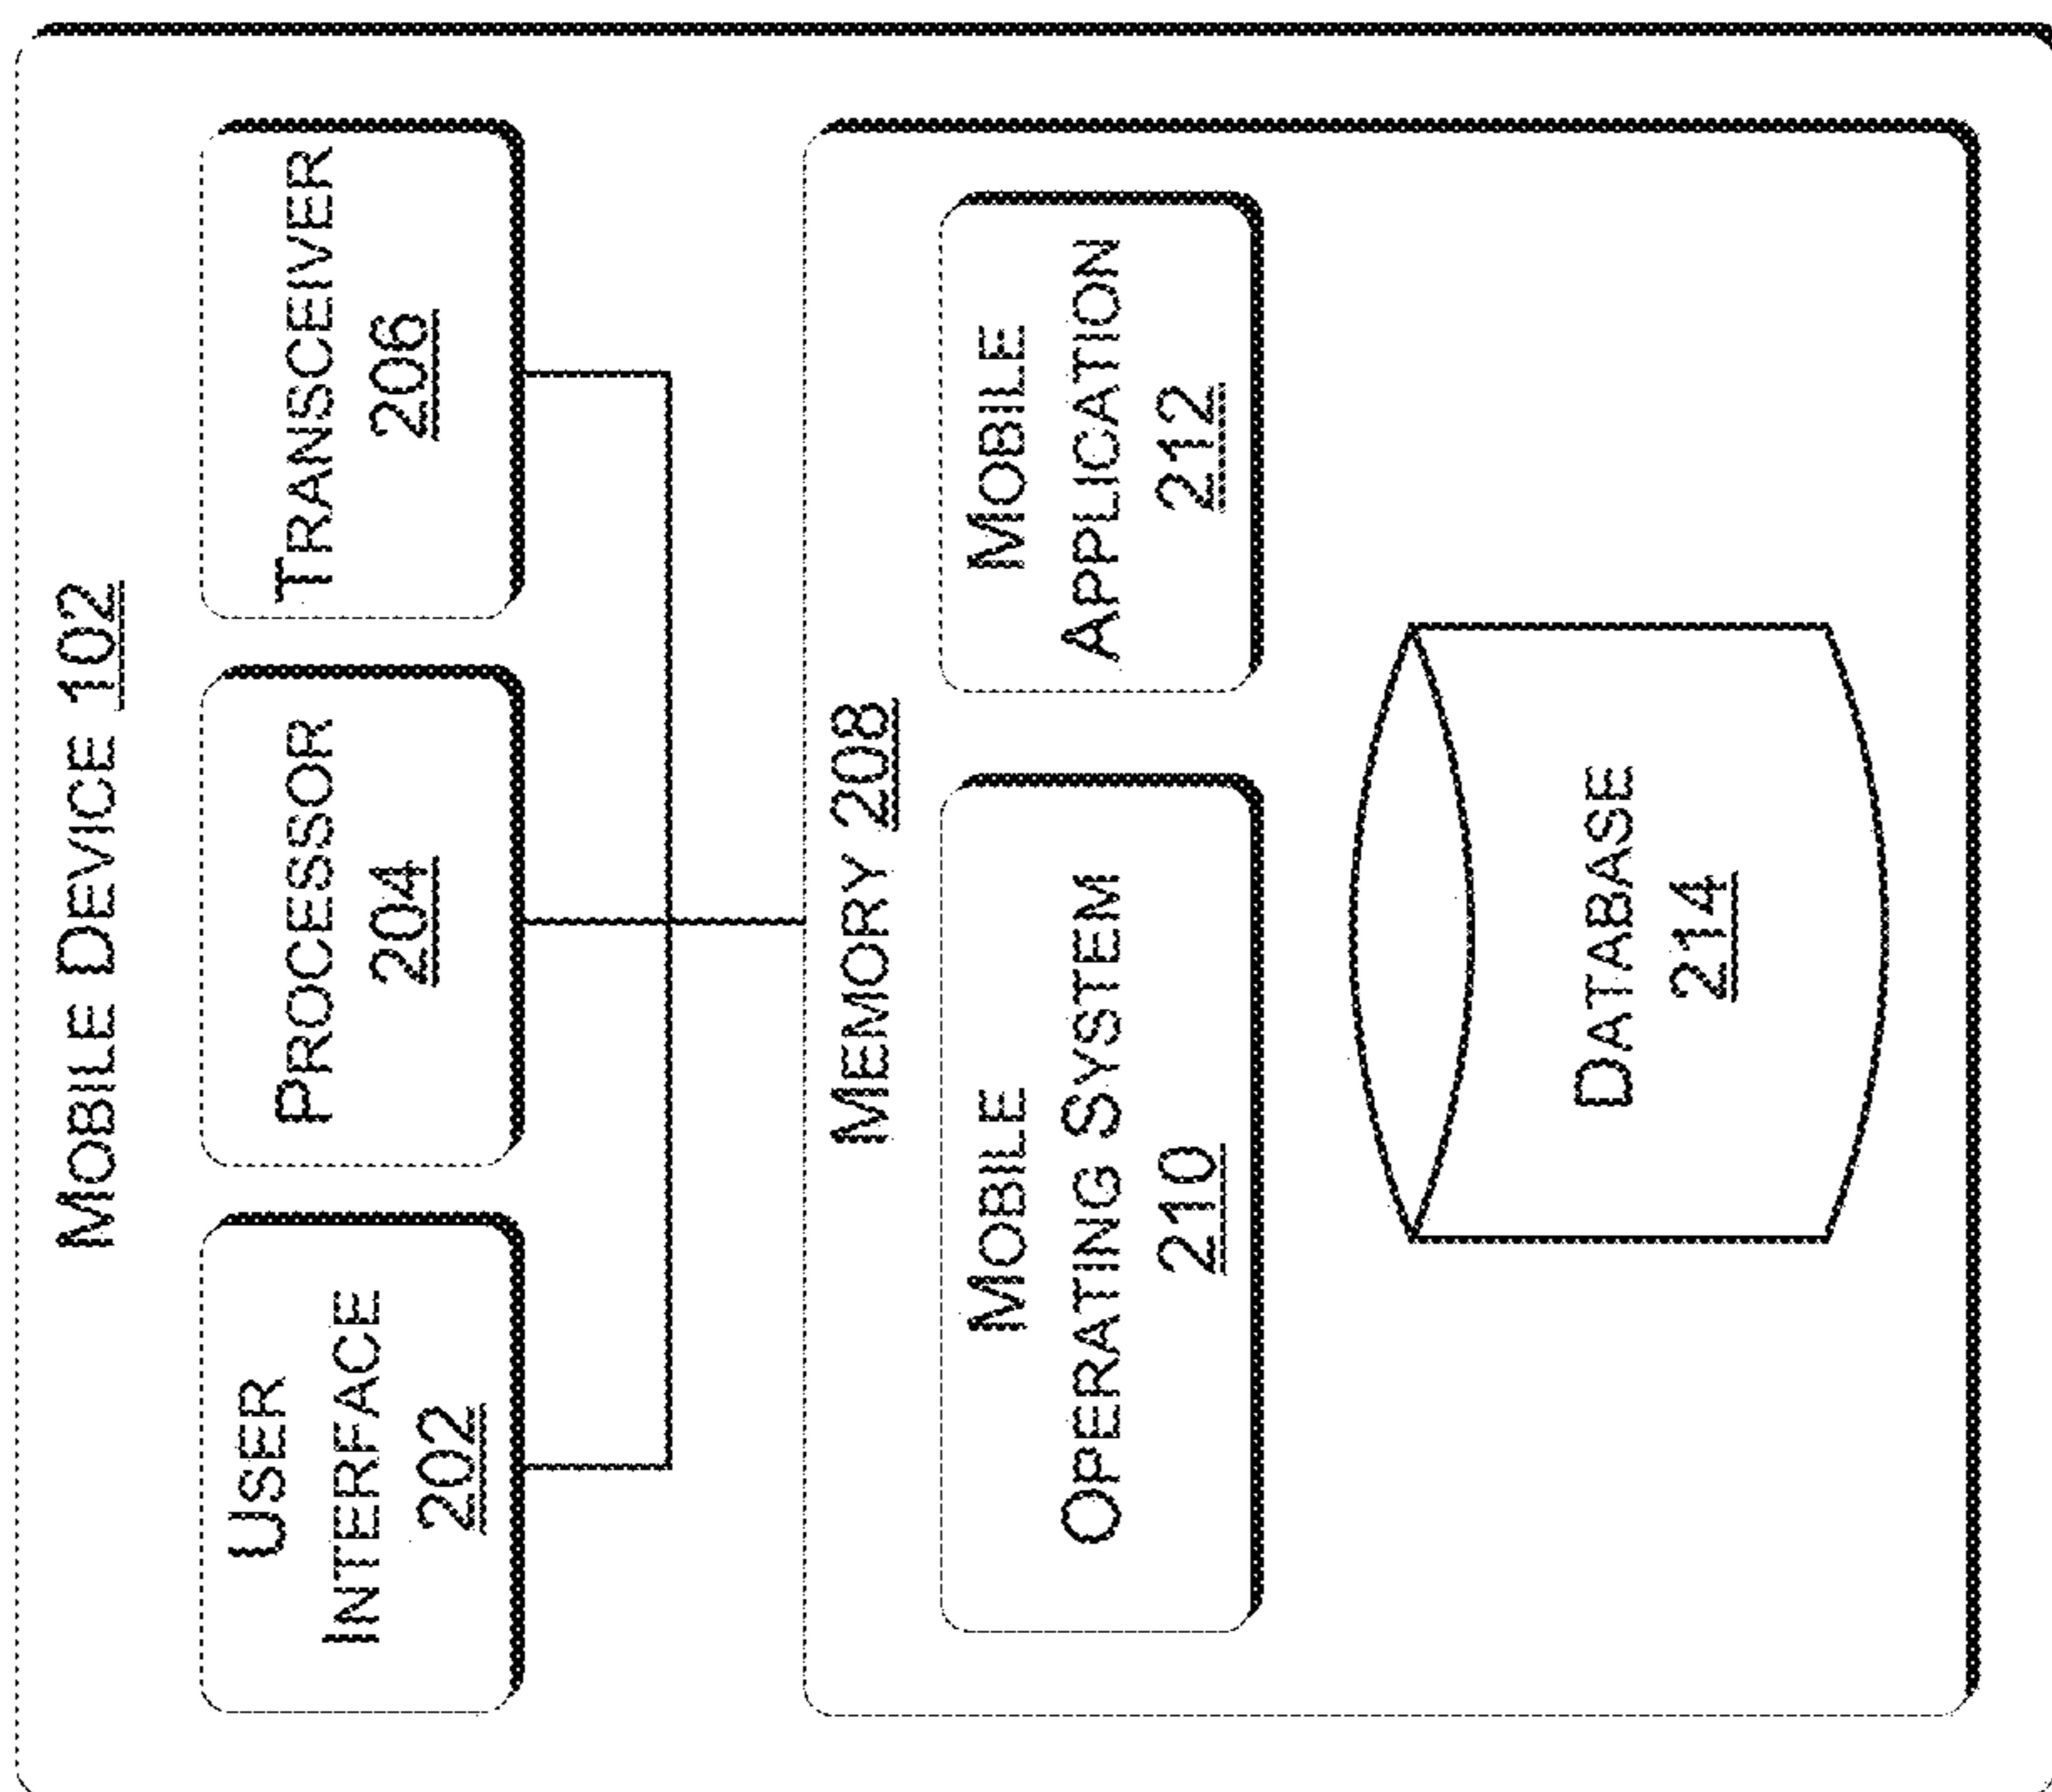 MOBILE DEVICE 102
USER
INTERFACE
202
PROCESSOR
204
TRANSCEIVER
206
MEMORY 208
MOBILE
OPERATING SYSTEM
210
MOBILE
APPLICATION
212
DATABASE
214